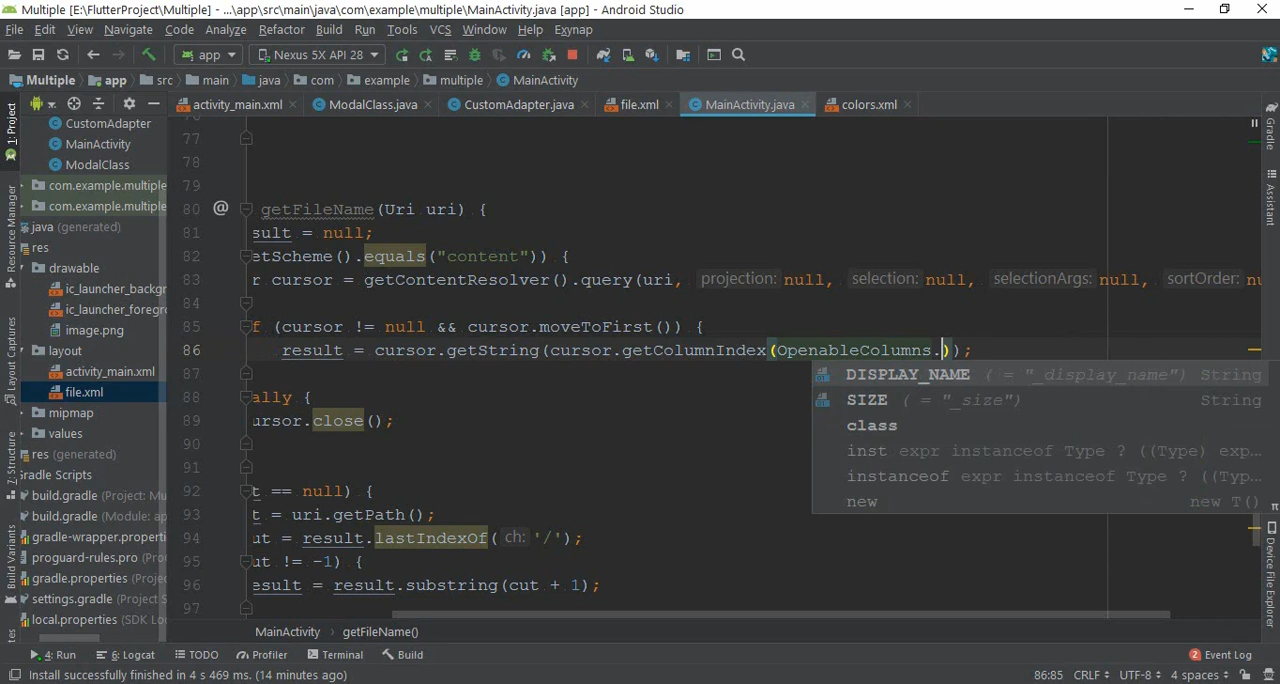 Multiple [E:\FlutterProject\Multiple] - ...\app\src\main\java\com\example\multiple\MainActivity.java [app] - Android Studio
File Edit View Navigate Code Analyze Refactor Build Run Tools VCS Window Help Exynap
app Nexus 5X API 28
Multiple app src main java com example multiple MainActivity
activity_main.xml ModalClass.java CustomAdapter.java file.xml MainActivity.java colors.xml
1: Project
Resource Manager
Layout Captures
7: Structure
Build Variants
CustomAdapter
MainActivity
ModalClass
com.example.multiple
com.example.multiple
java (generated)
res
drawable
ic_launcher_backgr
ic_launcher_foregro
image.png
layout
activity_main.xml
file.xml
mipmap
values
res (generated)
Gradle Scripts
build.gradle (Project: Mu
build.gradle (Module: ap
gradle-wrapper.properti
proguard-rules.pro (Pro
gradle.properties (Projec
settings.gradle (Project S
local.properties (SDK Lo
77
78
79
80 @ getFileName(Uri uri) {
81 sult = null;
82 etScheme().equals("content")) {
83 r cursor = getContentResolver().query(uri, projection: null, selection: null, selectionArgs: null, sortOrder: nu
84
85 f (cursor != null && cursor.moveToFirst()) {
86 result = cursor.getString(cursor.getColumnIndex(OpenableColumns.));
87
88 ally {
89 ursor.close();
90
91
92 t == null) {
93 t = uri.getPath();
94 ut = result.lastIndexOf( ch: '/');
95 ut != -1) {
96 esult = result.substring(cut + 1);
97
DISPLAY_NAME ( = "_display_name") String
SIZE ( = "_size") String
class
inst expr instanceof Type ? ((Type) exp...
instanceof expr instanceof Type ? ((Typ...
new new T()
Gradle
Assistant
Device File Explorer
MainActivity getFileName()
4: Run 6: Logcat TODO Profiler Terminal Build 2 Event Log
Install successfully finished in 4 s 469 ms. (14 minutes ago) 86:85 CRLF UTF-8 4 spaces